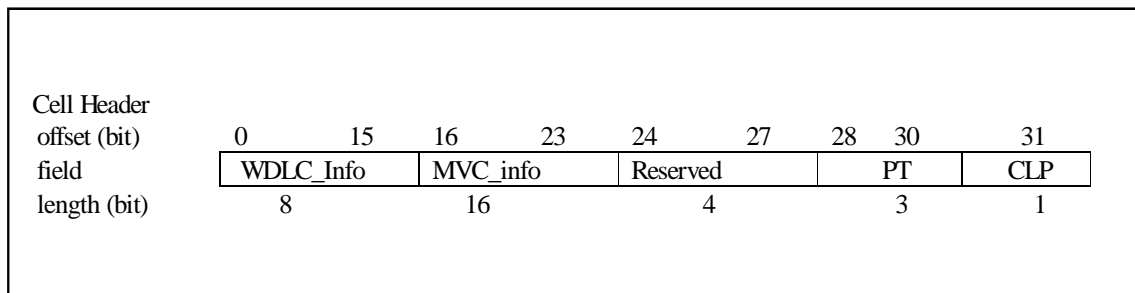 Cell Header
offset (bit) 0 15 16 23 24 27 28 30 31
field WDLC_Info MVC_info Reserved PT CLP
length (bit) 8 16 4 3 1